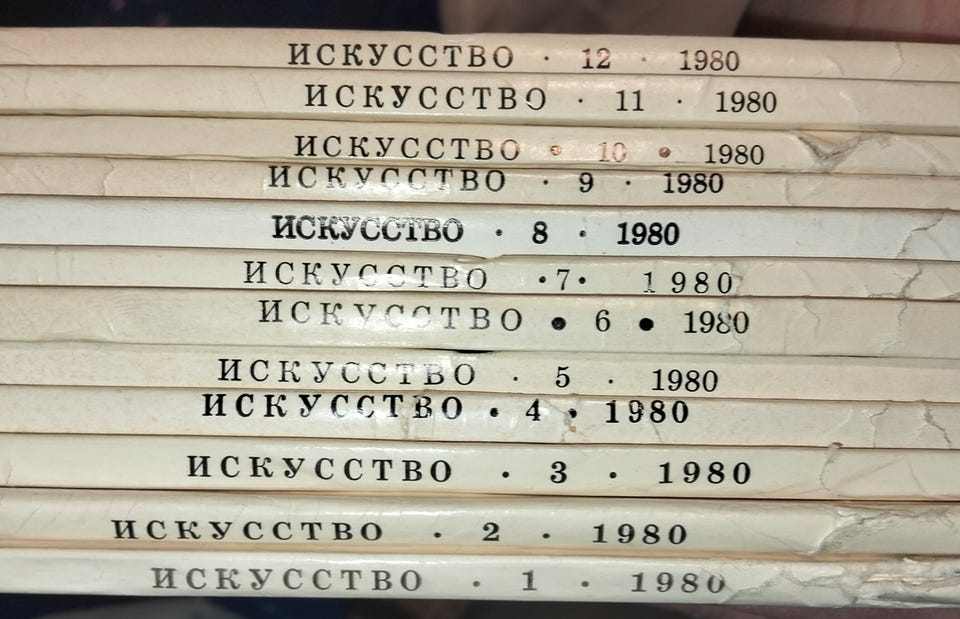 ИСКУССТВО · 12 · 1980
ИСКУССТВО · 11 · 1980
ИСКУССТВО • 10 • 1980
ИСКУССТВО · 9 · 1980
ИСКУССТВО · 8 · 1980
ИСКУССТВО ·7· 1980
ИСКУССТВО • 6 • 1980
ИСКУССТВО · 5 · 1980
ИСКУССТВО · 4 · 1980
ИСКУССТВО · 3 · 1980
ИСКУССТВО · 2 · 1980
ИСКУССТВО · 1 · 1980